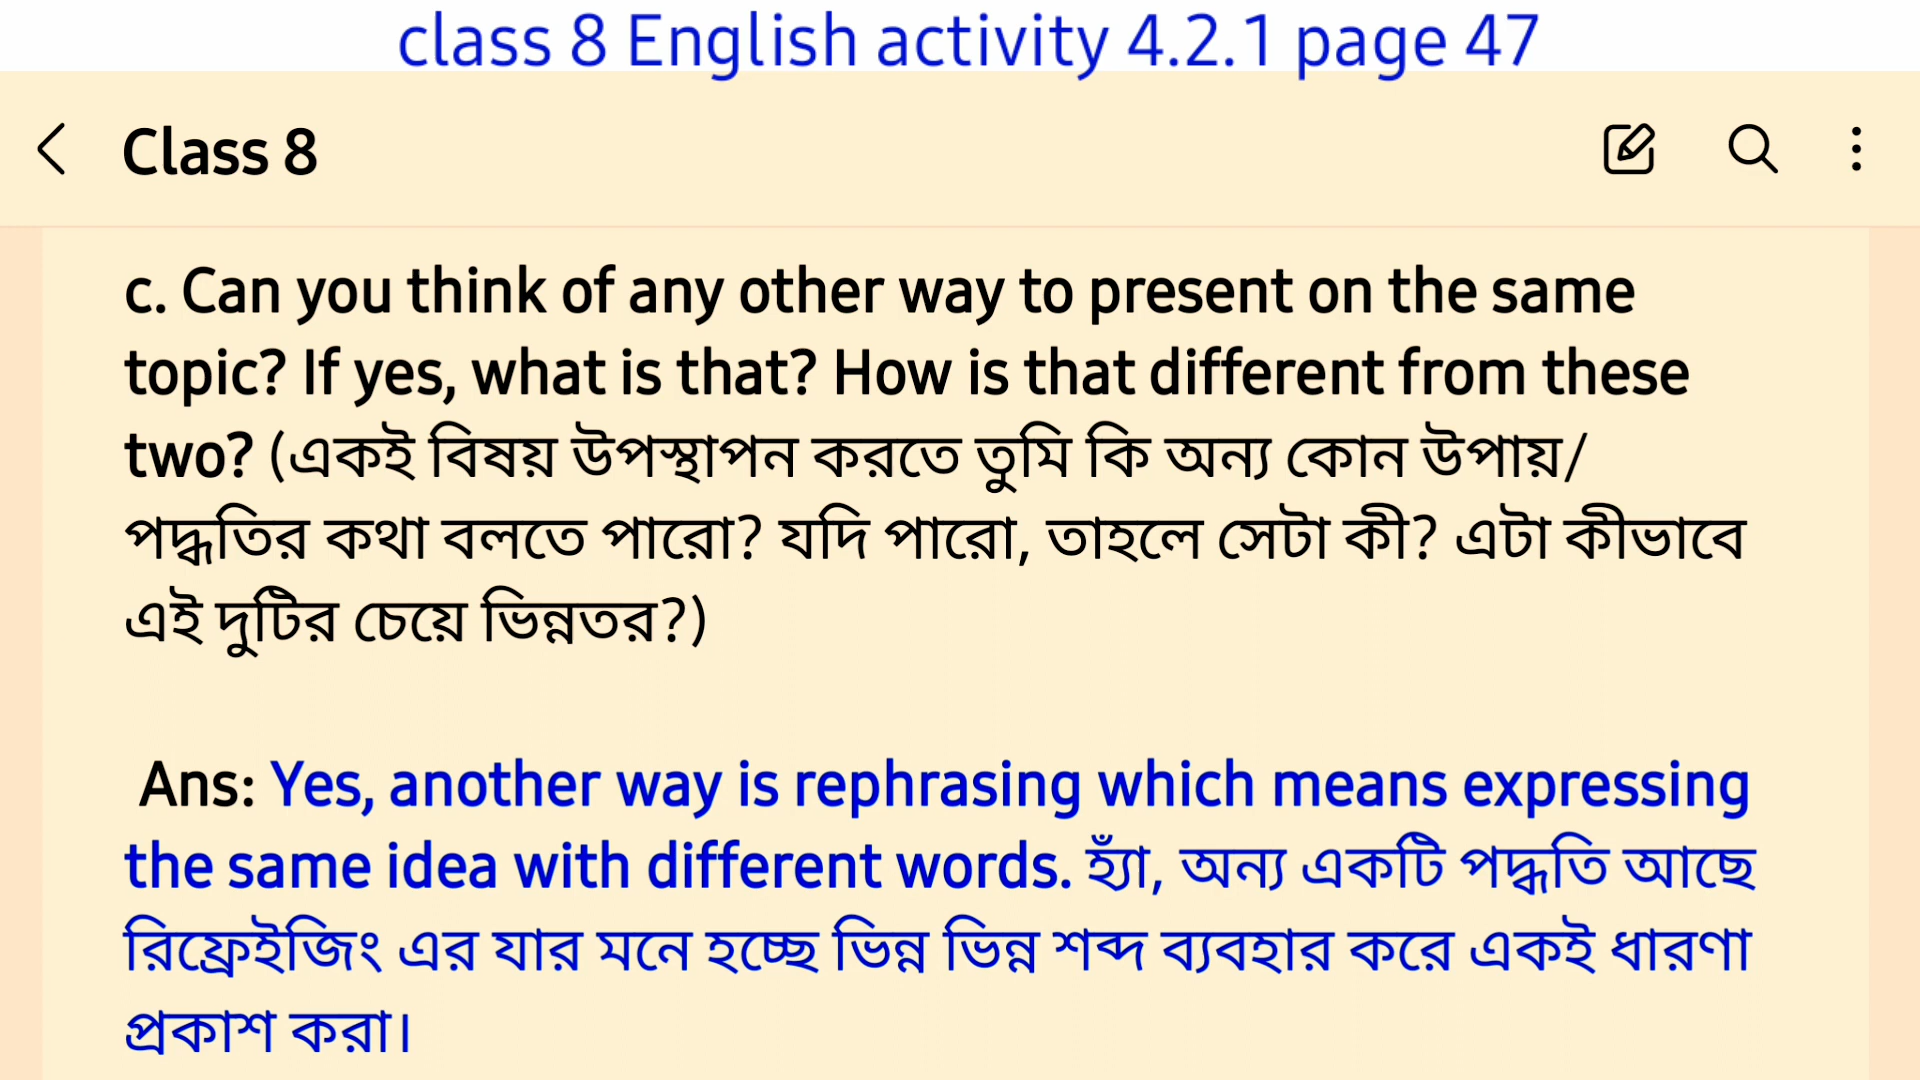 class 8 English activity 4.2.1 page 47
Class 8
c. Can you think of any other way to present on the same
topic? If yes, what is that? How is that different from these
two? (একই বিষয় উপস্থাপন করতে তুমি কি অন্য কোন উপায়/
পদ্ধতির কথা বলতে পারো? যদি পারো, তাহলে সেটা কী? এটা কীভাবে
এই দুটির চেয়ে ভিন্নতর?)
Ans: Yes, another way is rephrasing which means expressing
the same idea with different words. হ্যাঁ, অন্য একটি পদ্ধতি আছে
রিফ্রেইজিং এর যার মনে হচ্ছে ভিন্ন ভিন্ন শব্দ ব্যবহার করে একই ধারণা
প্রকাশ করা।